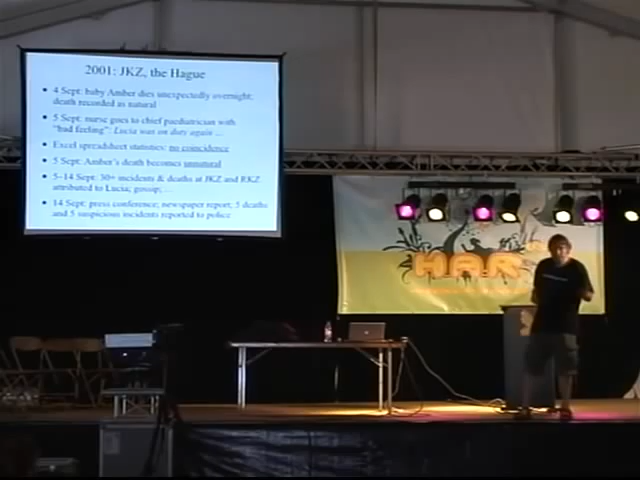 2001: JKZ, the Hague
• 4 Sept: baby Amber dies unexpectedly overnight;
death recorded as natural
• 5 Sept: nurse goes to chief paediatrician with
"bad feeling": Lucia was on duty again ...
• Excel spreadsheet statistics: no coincidence
• 5 Sept: Amber's death becomes unnatural
• 5–14 Sept: 30+ incidents & deaths at JKZ and RKZ
attributed to Lucia; gossip; ...
• 14 Sept: press conference; newspaper report, 5 deaths
and 5 suspicious incidents reported to police
H.A.R